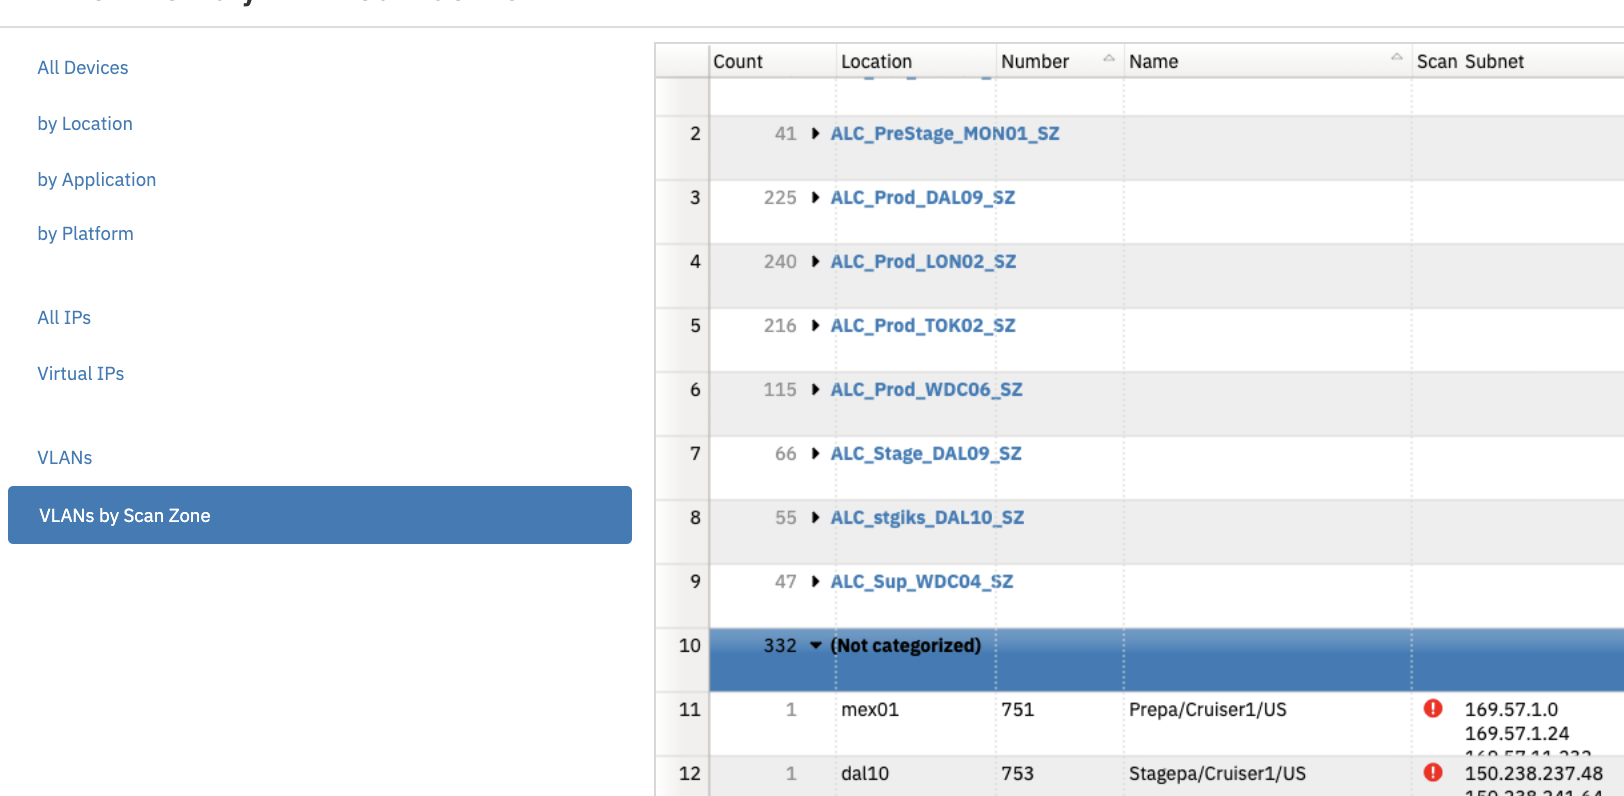 All Devices
by Location
by Application
by Platform
All IPs
Virtual IPs
VLANs
VLANs by Scan Zone
Count Location Number Name Scan Subnet
2 41 ALC_PreStage_MON01_SZ
3 225 ALC_Prod_DAL09_SZ
4 240 ALC_Prod_LON02_SZ
5 216 ALC_Prod_TOK02_SZ
6 115 ALC_Prod_WDC06_SZ
7 66 ALC_Stage_DAL09_SZ
8 55 ALC_stgiks_DAL10_SZ
9 47 ALC_Sup_WDC04_SZ
10 332 (Not categorized)
11 1 mex01 751 Prepa/Cruiser1/US 169.57.1.0
169.57.1.24
12 1 dal10 753 Stagepa/Cruiser1/US 150.238.237.48